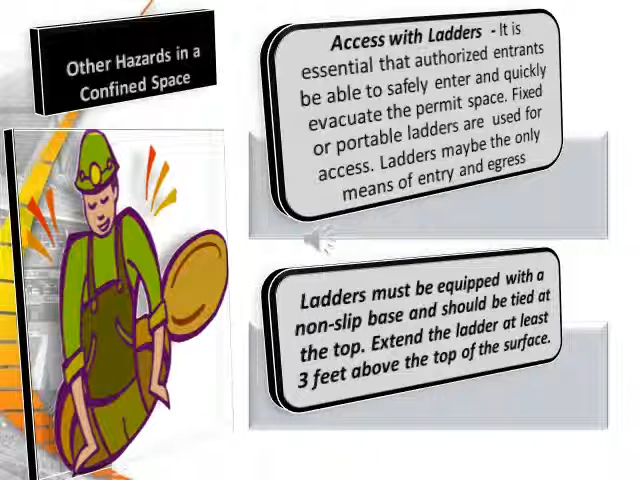 Other Hazards in a
Confined Space
Access with Ladders - It is
essential that authorized entrants
be able to safely enter and quickly
evacuate the permit space. Fixed
or portable ladders are used for
access. Ladders maybe the only
means of entry and egress
Ladders must be equipped with a
non-slip base and should be tied at
the top. Extend the ladder at least
3 feet above the top of the surface.